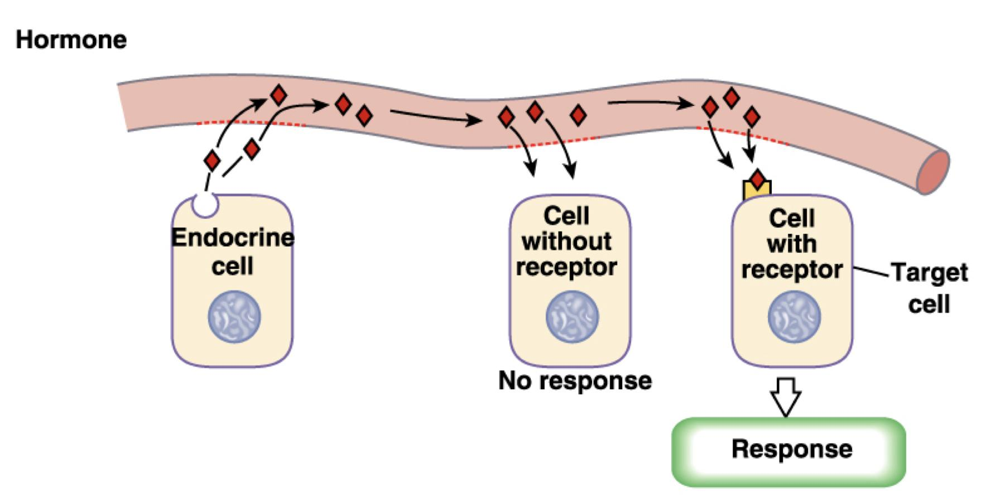 Hormone
Endocrine
cell
Cell
without
receptor
No response
Cell
with
receptor
Target
cell
Response